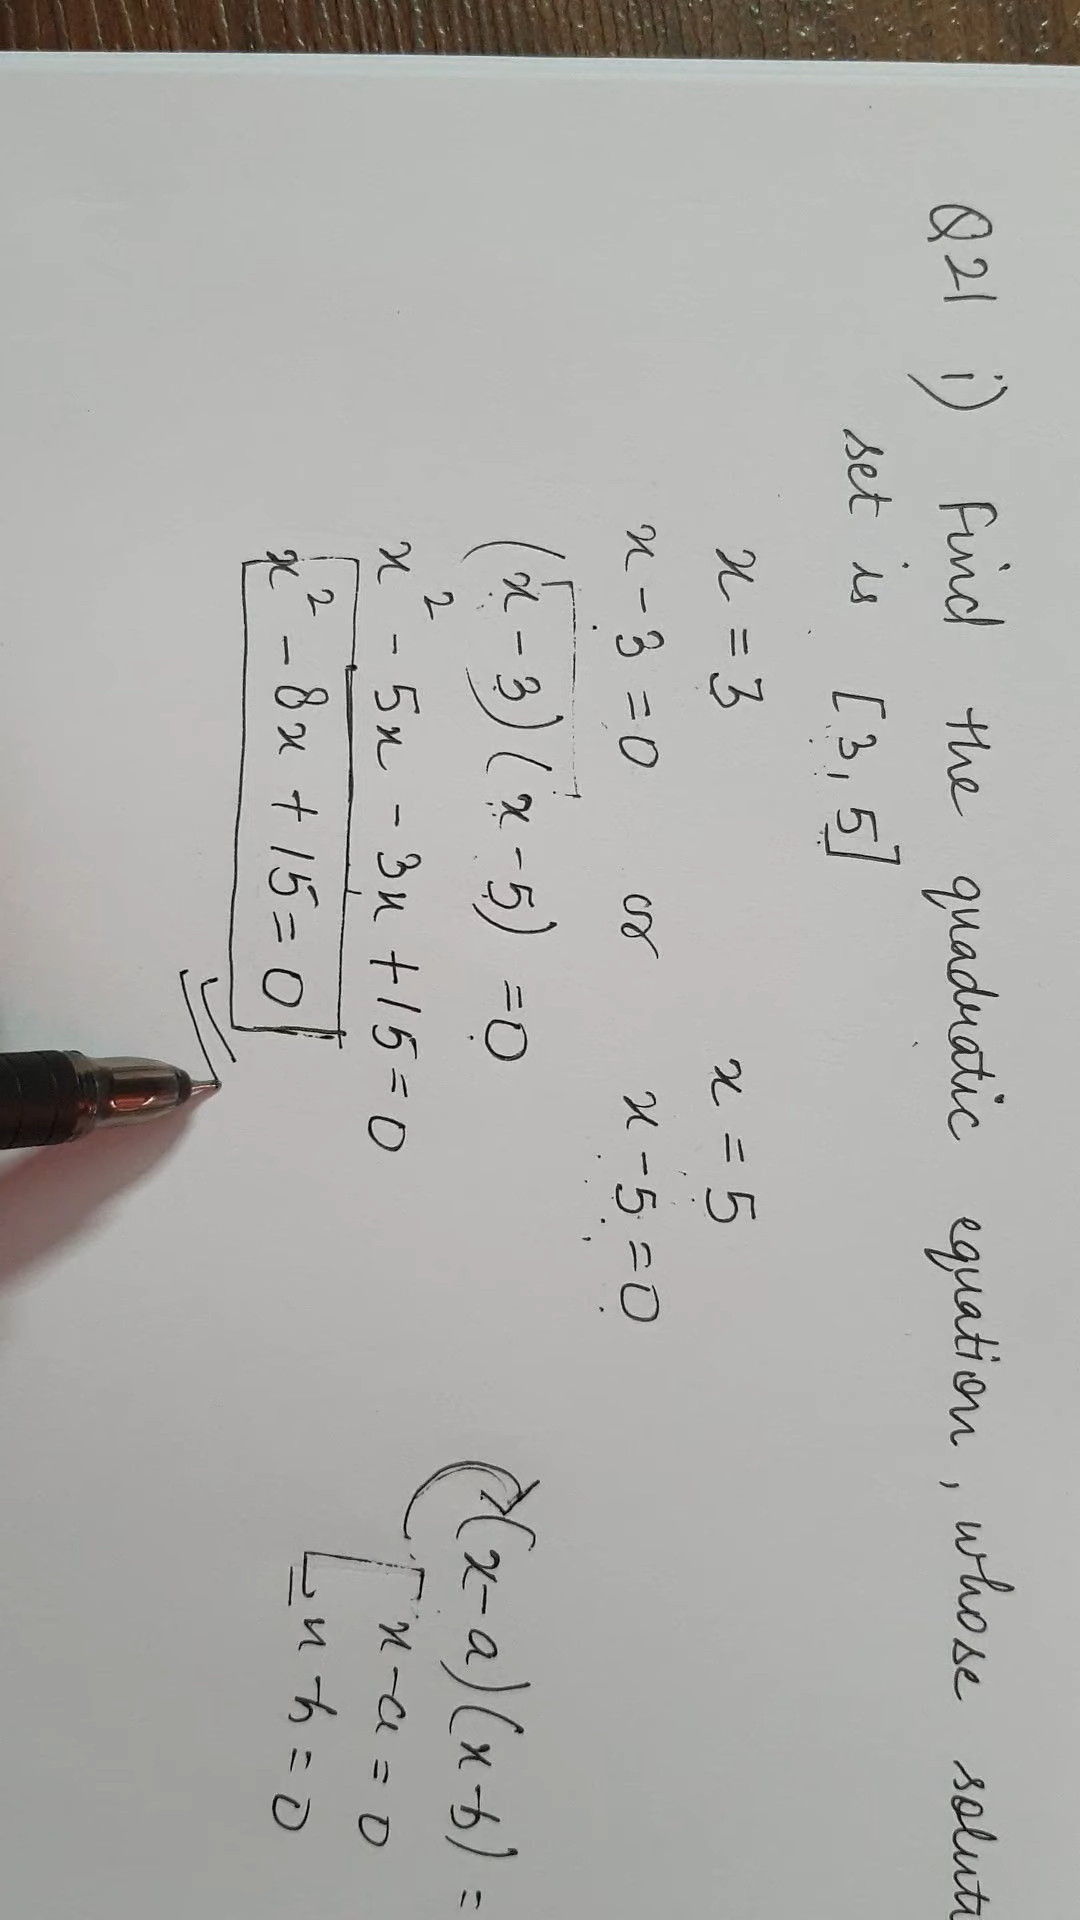 Q21 i) Find the quadratic equation, whose
set is [3, 5]
x = 3 x = 5
x - 3 = 0 or x - 5 = 0
(x - 3)(x - 5) = 0
x² - 5x - 3x + 15 = 0
x² - 8x + 15 = 0
(x-a)(x-b) =
x-a = 0
x-b = 0